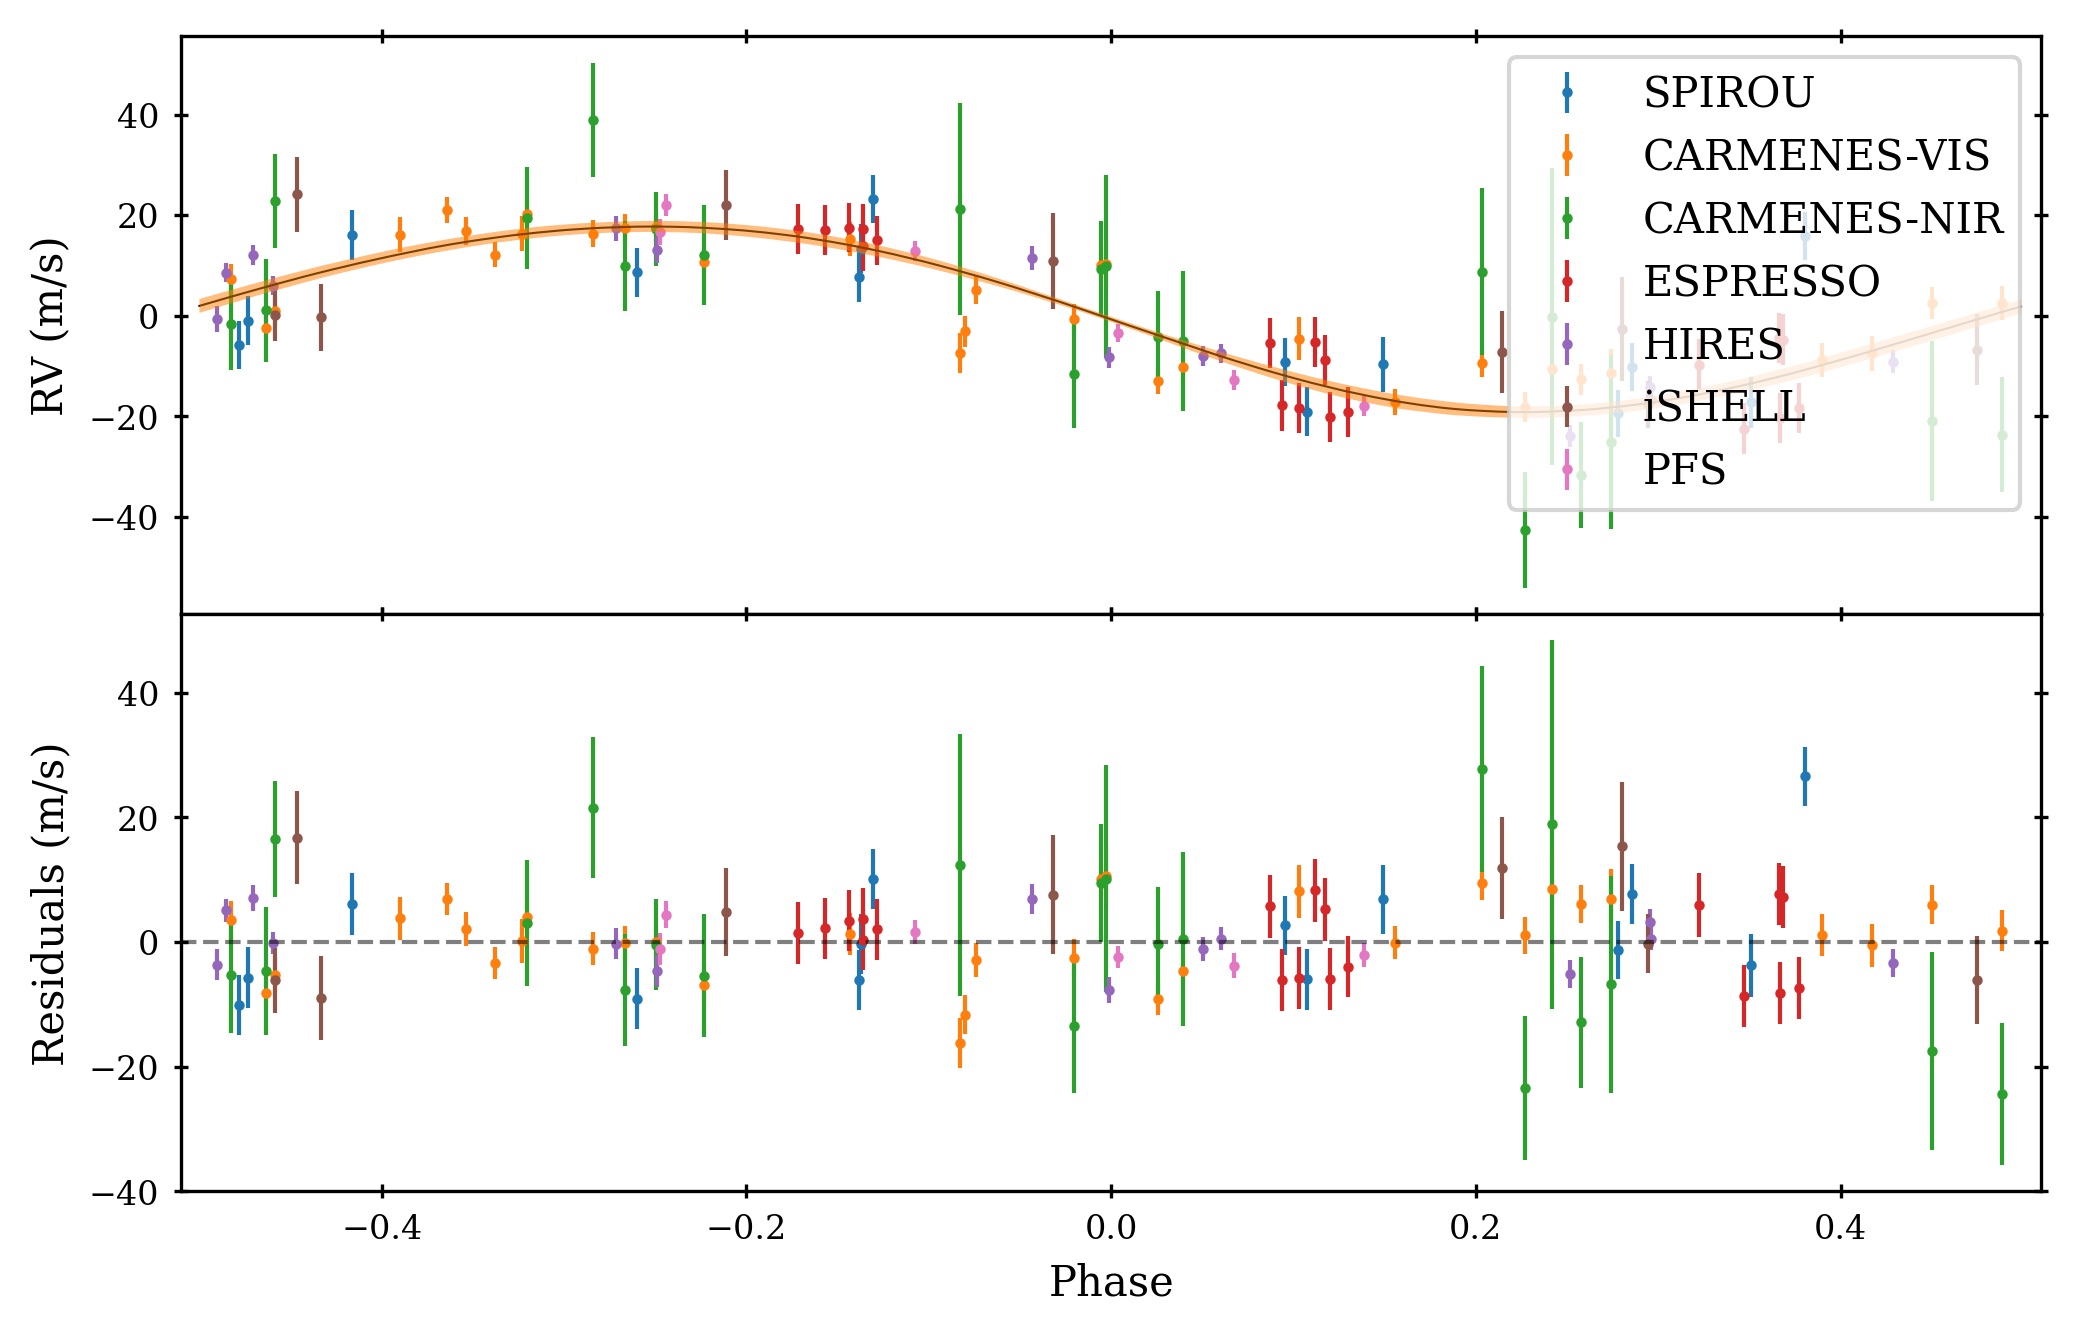 RV (m/s)
40
20
0
−20
−40
SPIROU
CARMENES-VIS
CARMENES-NIR
ESPRESSO
HIRES
iSHELL
PFS
Residuals (m/s)
40
20
0
−20
−40
−0.4 −0.2 0.0 0.2 0.4
Phase